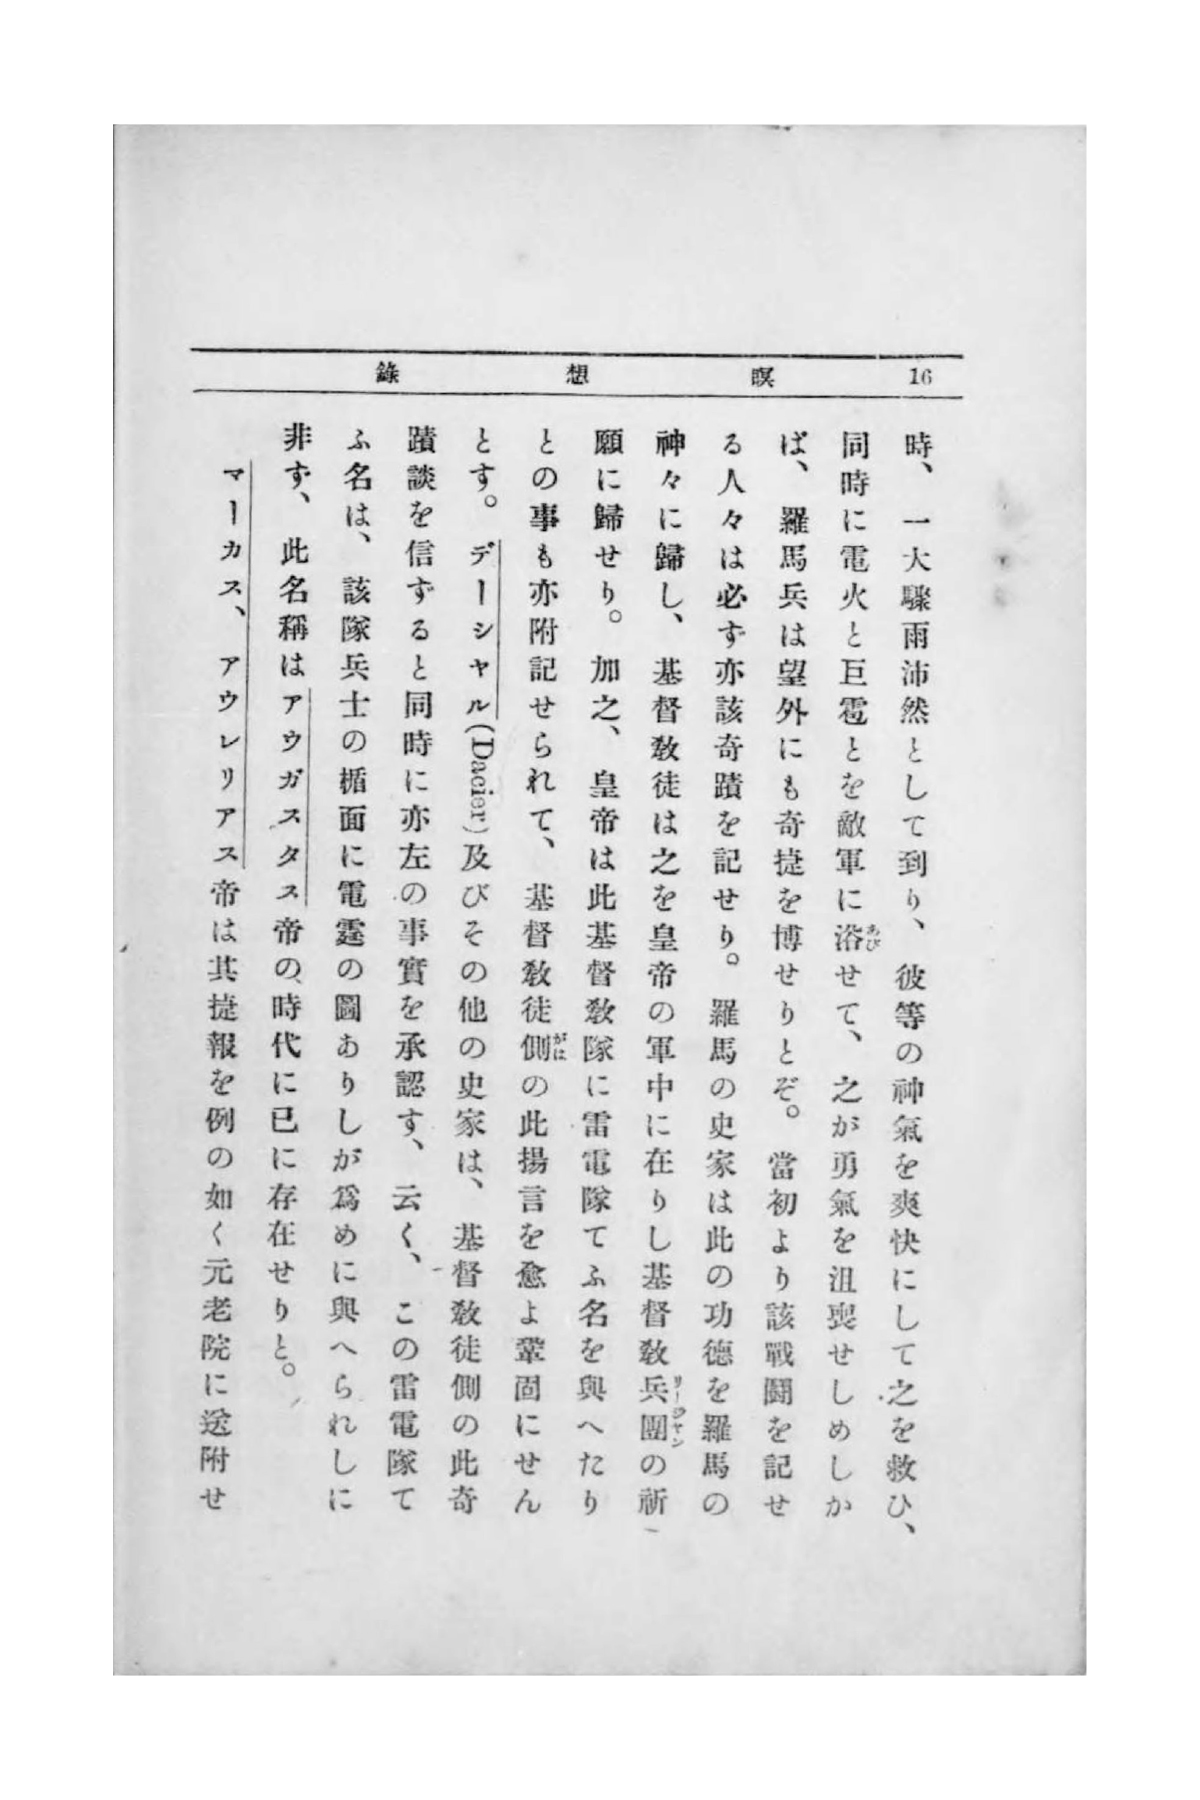 16 瞑想錄
時、一大驟雨沛然として到り、彼等の神氣を爽快にして之を救ひ、
同時に電火と巨雹とを敵軍に浴せて、之が勇氣を沮喪せしめしか
ば、羅馬兵は望外にも奇捷を博せりとぞ。當初より該戰鬪を記せ
る人々は必ず亦該奇蹟を記せり。羅馬の史家は此の功德を羅馬の
神々に歸し、基督敎徒は之を皇帝の軍中に在りし基督敎兵團の祈
願に歸せり。加之、皇帝は此基督敎隊に雷電隊てふ名を與へたり
との事も亦附記せられて、基督敎徒側の此揚言を愈よ鞏固にせん
とす。デーシャル(Dacier)及びその他の史家は、基督敎徒側の此奇
蹟談を信ずると同時に亦左の事實を承認す、云く、この雷電隊て
ふ名は、該隊兵士の楯面に電霆の圖ありしが爲めに與へられしに
非ず、此名稱はアウガスタス帝の時代に已に存在せりと。
マーカス、アウレリアス帝は其捷報を例の如く元老院に送附せ